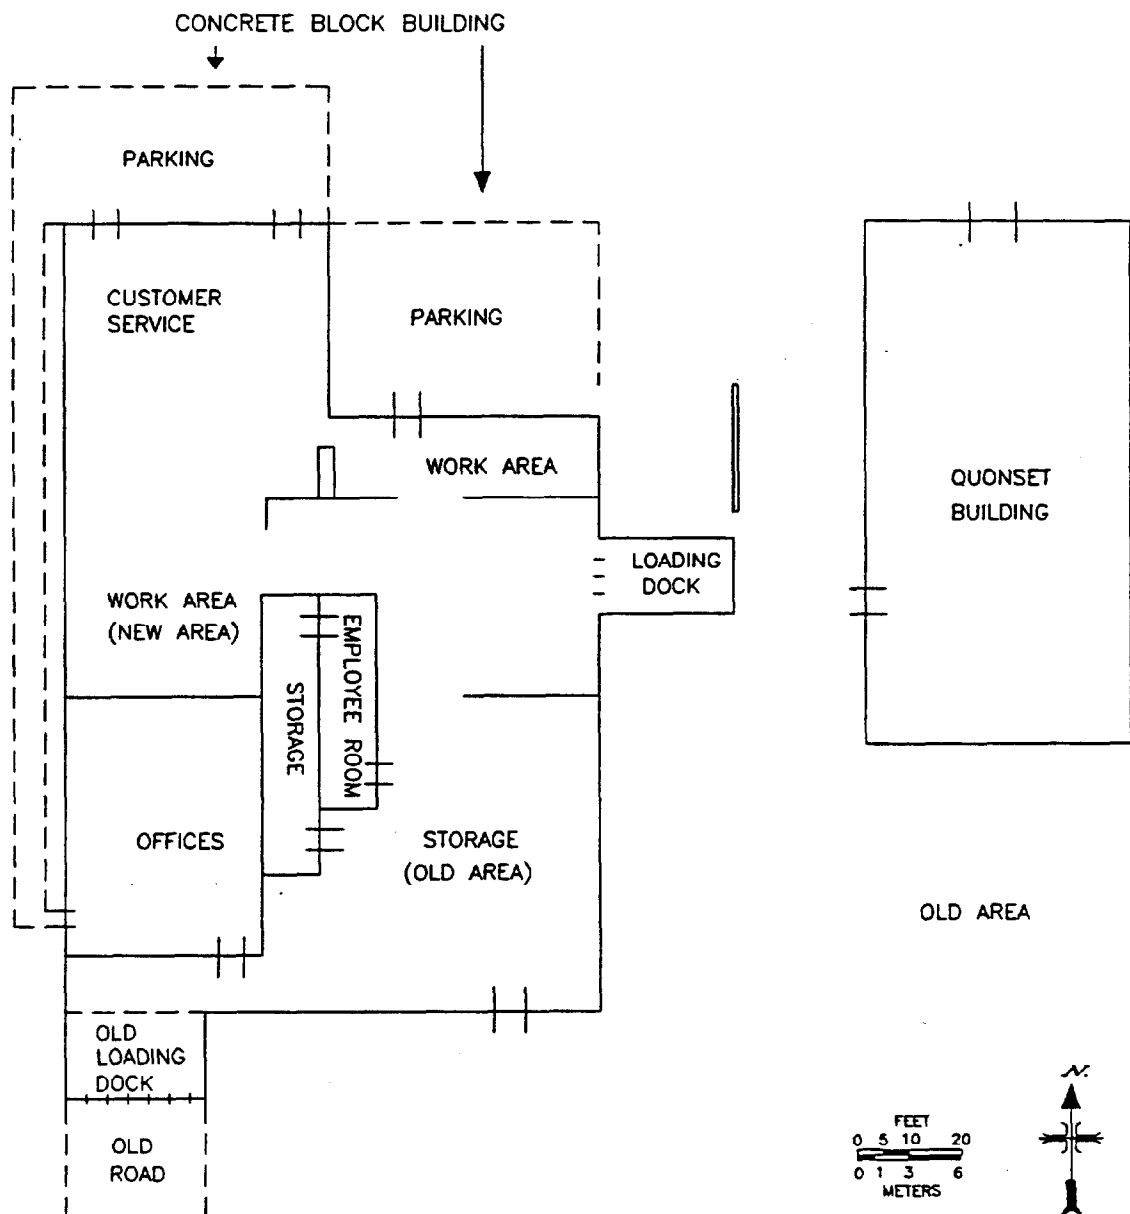 CONCRETE BLOCK BUILDING
PARKING
CUSTOMER
SERVICE
PARKING
WORK AREA
QUONSET
BUILDING
LOADING
DOCK
WORK AREA
(NEW AREA)
EMPLOYEE ROOM
STORAGE
OFFICES
STORAGE
(OLD AREA)
OLD AREA
OLD
LOADING
DOCK
OLD
ROAD
N.
FEET
0 5 10 20
0 1 3 6
METERS